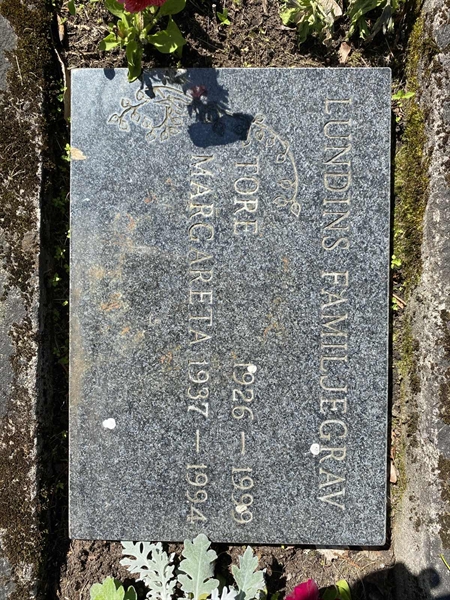 LUNDINS FAMILJEGRAV
TORE 1926 – 1999
MARGARETA 1937 – 1994